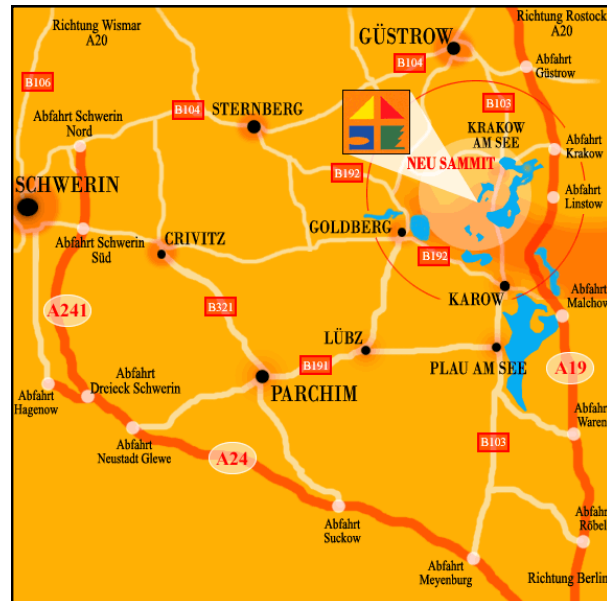 Richtung Wismar
A20
Richtung Rostock
A20
GÜSTROW
B104
Abfahrt
Güstrow
B106
B104
B103
STERNBERG
Abfahrt Schwerin
Nord
KRAKOW
AM SEE
Abfahrt
Krakow
NEU SAMMIT
B192
SCHWERIN
Abfahrt
Linstow
GOLDBERG
CRIVITZ
Abfahrt Schwerin
Süd
B192
KAROW
A241
B321
Abfahrt
Malchow
LÜBZ
B191
PLAU AM SEE
A19
Abfahrt
Dreieck Schwerin
PARCHIM
Abfahrt
Hagenow
Abfahrt
Waren
Abfahrt
Neustadt Glewe
A24
B103
Abfahrt
Suckow
Abfahrt
Röbel
Abfahrt
Meyenburg
Richtung Berlin